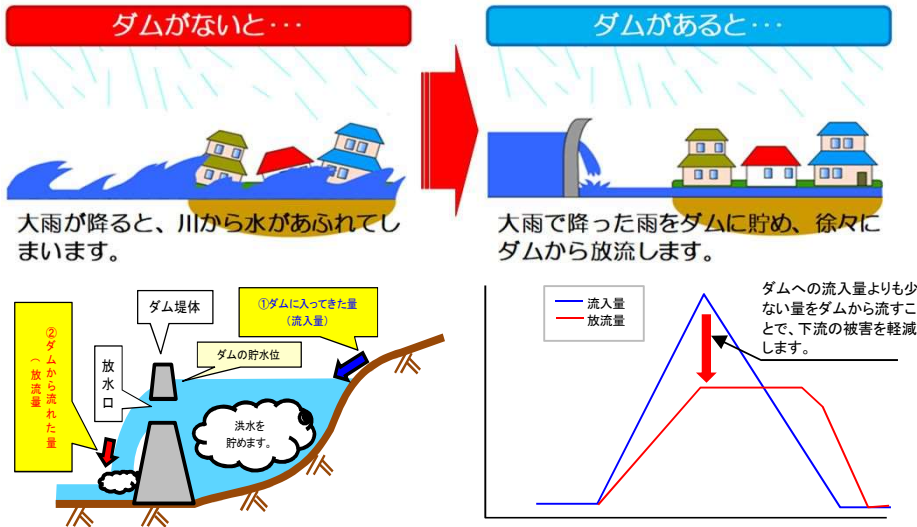 ダムがないと･･･
ダムがあると･･･
大雨が降ると、川から水があふれてし
まいます。
大雨で降った雨をダムに貯め、徐々に
ダムから放流します。
②ダムから流れた量
（放流量
放水口
ダム堤体
①ダムに入ってきた量
（流入量）
ダムの貯水位
洪水を
貯めます。
流入量
放流量
ダムへの流入量よりも少
ない量をダムから流すこ
とで、下流の被害を軽減
します。